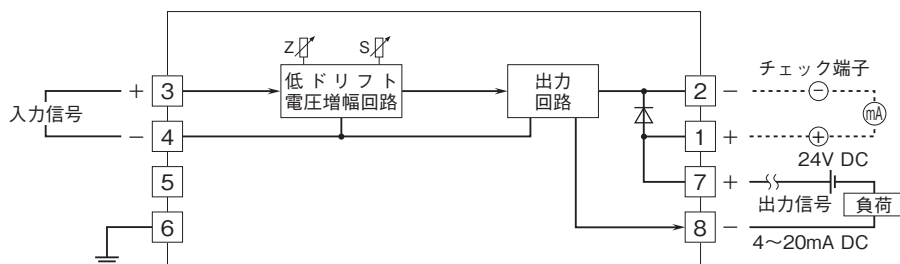 Z
S
低ドリフト
電圧増幅回路
出力
回路
入力信号
+ 3
− 4
5
6
2 −
1 +
7 +
8 −
チェック端子
−
mA
+
24V DC
出力信号
負荷
4〜20mA DC